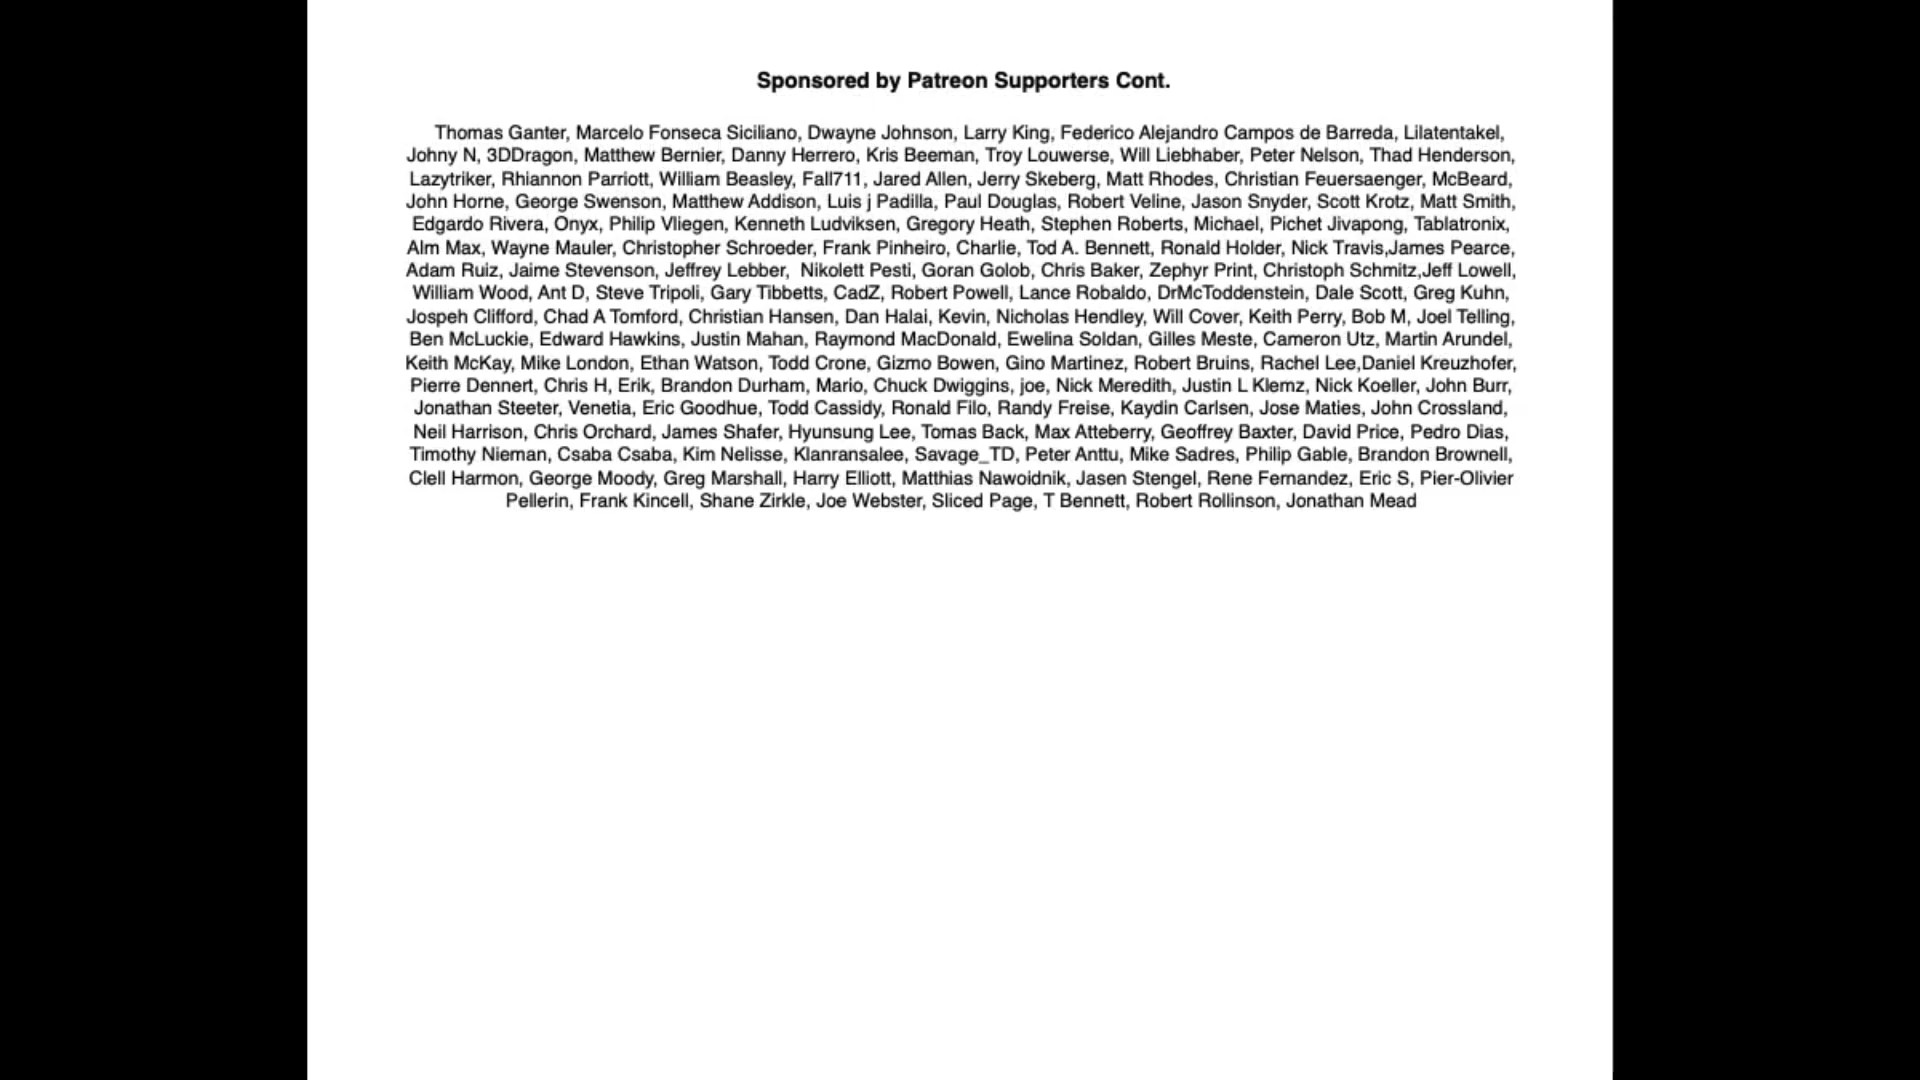 Sponsored by Patreon Supporters Cont.
Thomas Ganter, Marcelo Fonseca Siciliano, Dwayne Johnson, Larry King, Federico Alejandro Campos de Barreda, Lilatentakel,
Johny N, 3DDragon, Matthew Bernier, Danny Herrero, Kris Beeman, Troy Louwerse, Will Liebhaber, Peter Nelson, Thad Henderson,
Lazytriker, Rhiannon Parriott, William Beasley, Fall711, Jared Allen, Jerry Skeberg, Matt Rhodes, Christian Feuersaenger, McBeard,
John Horne, George Swenson, Matthew Addison, Luis j Padilla, Paul Douglas, Robert Veline, Jason Snyder, Scott Krotz, Matt Smith,
Edgardo Rivera, Onyx, Philip Vliegen, Kenneth Ludviksen, Gregory Heath, Stephen Roberts, Michael, Pichet Jivapong, Tablatronix,
Alm Max, Wayne Mauler, Christopher Schroeder, Frank Pinheiro, Charlie, Tod A. Bennett, Ronald Holder, Nick Travis,James Pearce,
Adam Ruiz, Jaime Stevenson, Jeffrey Lebber,  Nikolett Pesti, Goran Golob, Chris Baker, Zephyr Print, Christoph Schmitz,Jeff Lowell,
William Wood, Ant D, Steve Tripoli, Gary Tibbetts, CadZ, Robert Powell, Lance Robaldo, DrMcToddenstein, Dale Scott, Greg Kuhn,
Jospeh Clifford, Chad A Tomford, Christian Hansen, Dan Halai, Kevin, Nicholas Hendley, Will Cover, Keith Perry, Bob M, Joel Telling,
Ben McLuckie, Edward Hawkins, Justin Mahan, Raymond MacDonald, Ewelina Soldan, Gilles Meste, Cameron Utz, Martin Arundel,
Keith McKay, Mike London, Ethan Watson, Todd Crone, Gizmo Bowen, Gino Martinez, Robert Bruins, Rachel Lee,Daniel Kreuzhofer,
Pierre Dennert, Chris H, Erik, Brandon Durham, Mario, Chuck Dwiggins, joe, Nick Meredith, Justin L Klemz, Nick Koeller, John Burr,
Jonathan Steeter, Venetia, Eric Goodhue, Todd Cassidy, Ronald Filo, Randy Freise, Kaydin Carlsen, Jose Maties, John Crossland,
Neil Harrison, Chris Orchard, James Shafer, Hyunsung Lee, Tomas Back, Max Atteberry, Geoffrey Baxter, David Price, Pedro Dias,
Timothy Nieman, Csaba Csaba, Kim Nelisse, Klanransalee, Savage_TD, Peter Anttu, Mike Sadres, Philip Gable, Brandon Brownell,
Clell Harmon, George Moody, Greg Marshall, Harry Elliott, Matthias Nawoidnik, Jasen Stengel, Rene Fernandez, Eric S, Pier-Olivier
Pellerin, Frank Kincell, Shane Zirkle, Joe Webster, Sliced Page, T Bennett, Robert Rollinson, Jonathan Mead